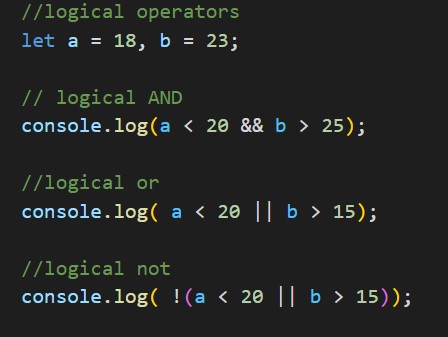 //logical operators
let a = 18, b = 23;
// logical AND
console.log(a < 20 && b > 25);
//logical or
console.log( a < 20 || b > 15);
//logical not
console.log( !(a < 20 || b > 15));